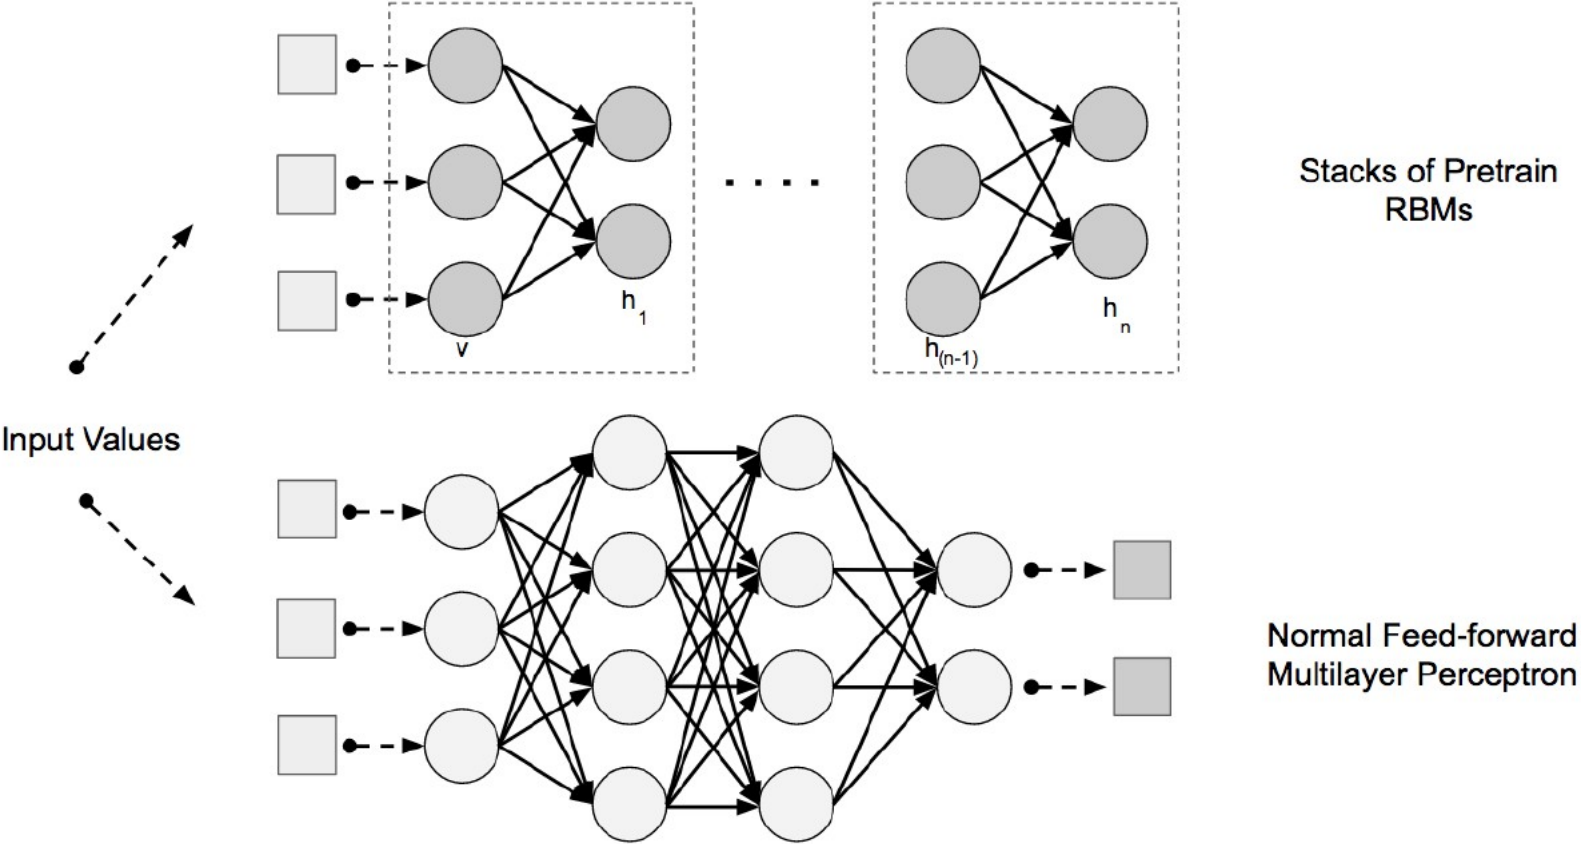 h1
v
h(n-1)
hn
Stacks of Pretrain
RBMs
Input Values
Normal Feed-forward
Multilayer Perceptron